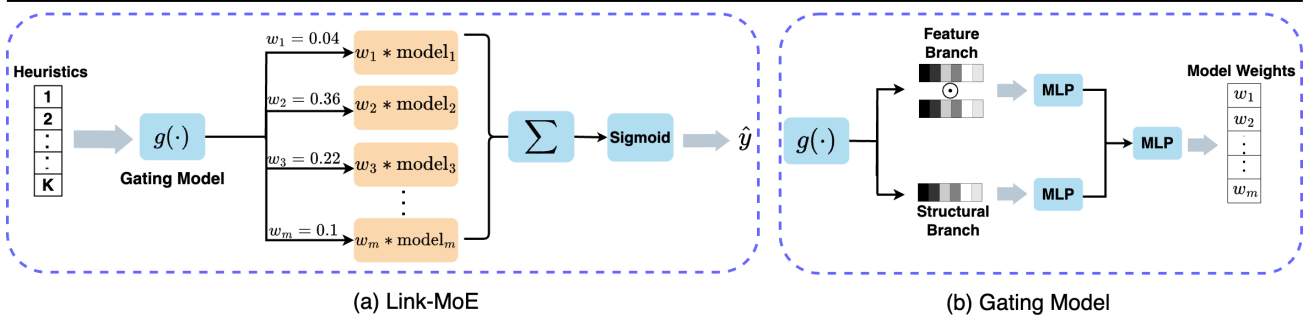 Heuristics
1
2
K
g(·)
Gating Model
w₁ = 0.04
w₂ = 0.36
w₃ = 0.22
wₘ = 0.1
w₁ * model₁
w₂ * model₂
w₃ * model₃
wₘ * modelₘ
∑
Sigmoid
ŷ
(a) Link-MoE
g(·)
Feature
Branch
⊙
MLP
Structural
Branch
MLP
MLP
Model Weights
w₁
w₂
wₘ
(b) Gating Model